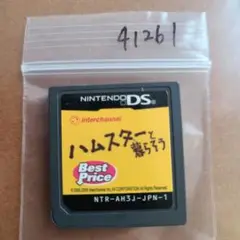 41261
NINTENDO DS
interchannel
ハムスターと
暮らそう
Best
Price
NTR-AH3J-JPN-1